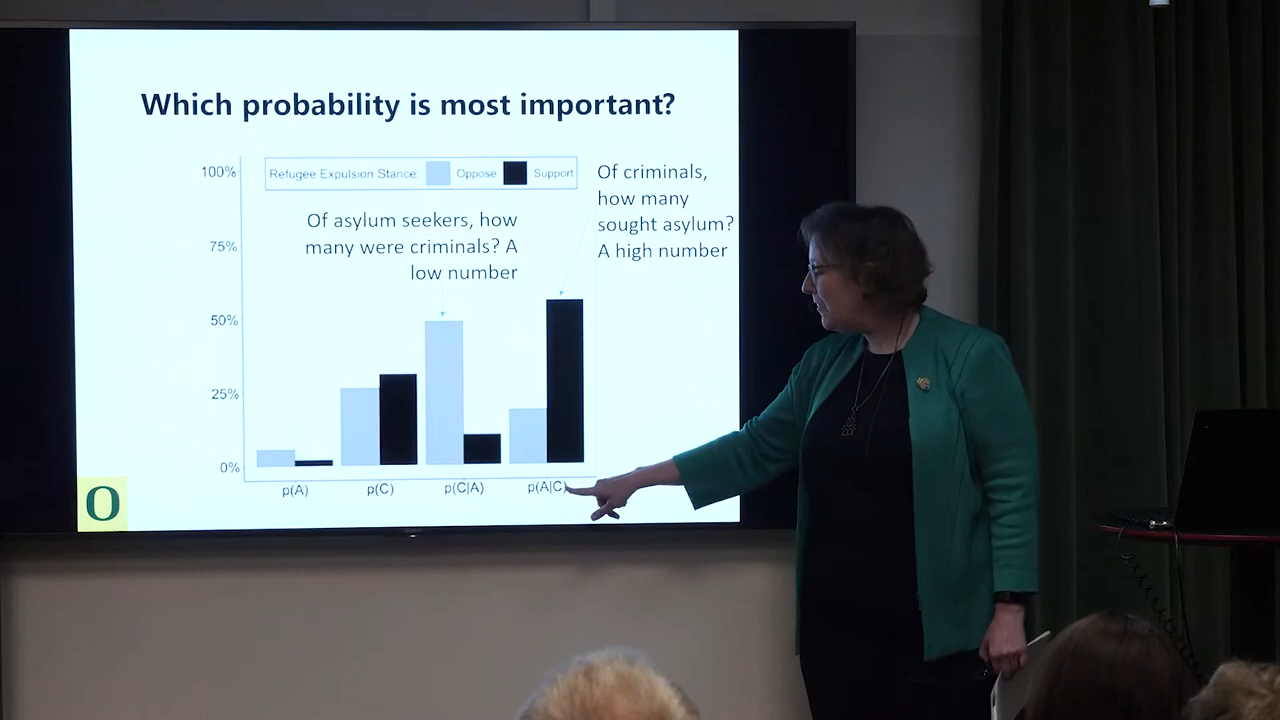 Which probability is most important?
100%
75%
50%
25%
0%
Refugee Expulsion Stance: Oppose Support
Of asylum seekers, how
many were criminals? A
low number
Of criminals,
how many
sought asylum?
A high number
p(A) p(C) p(C|A) p(A|C)
O